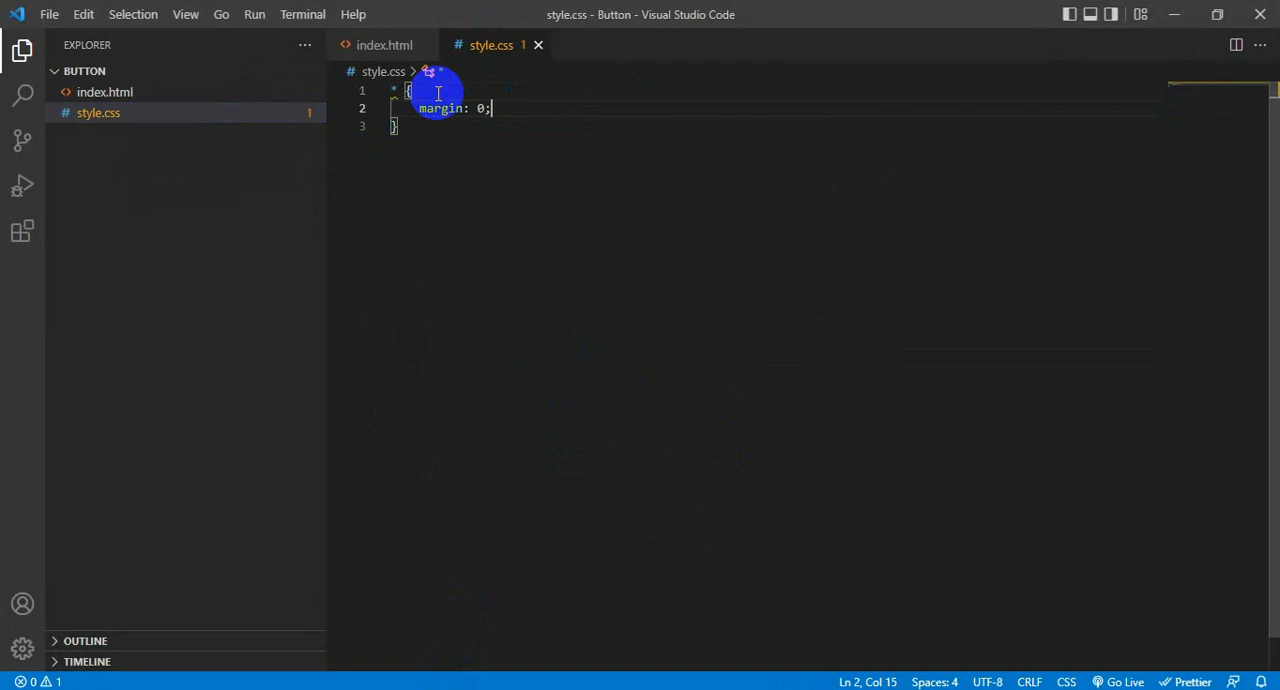 File Edit Selection View Go Run Terminal Help
style.css - Button - Visual Studio Code
EXPLORER
BUTTON
index.html
style.css 1
OUTLINE
TIMELINE
index.html
style.css 1
style.css > *
1 * {
2 margin: 0;
3 }
0 1
Ln 2, Col 15 Spaces: 4 UTF-8 CRLF CSS Go Live Prettier